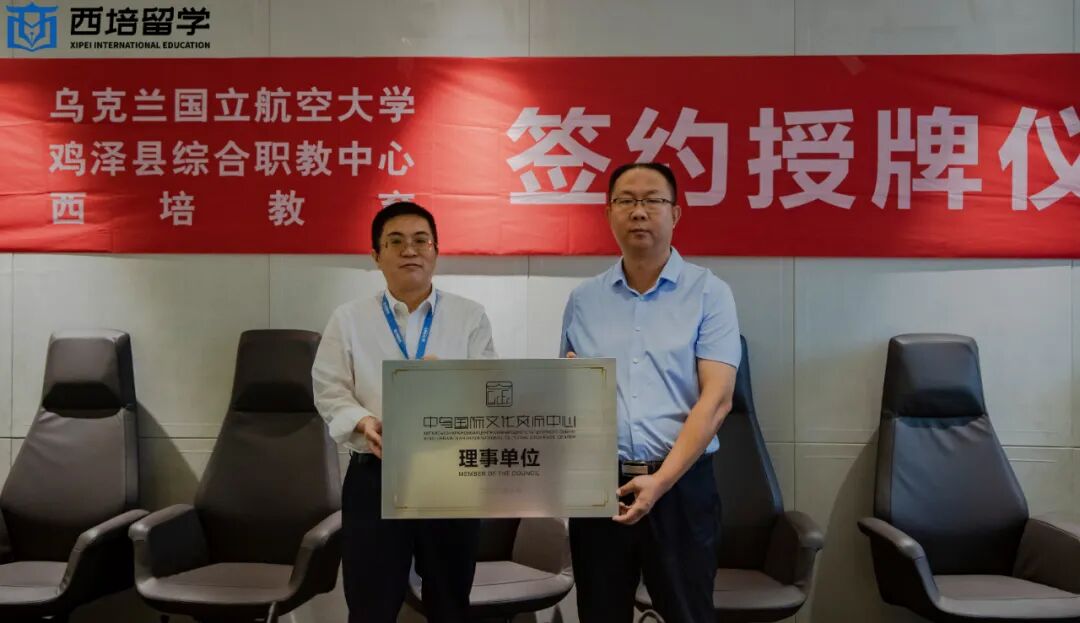 西培留学
XIPEI INTERNATIONAL EDUCATION
乌克兰国立航空大学
鸡泽县综合职教中心
西培教育
签约授牌仪
中乌国际文化交流中心
理事单位
MEMBER OF THE COUNCIL